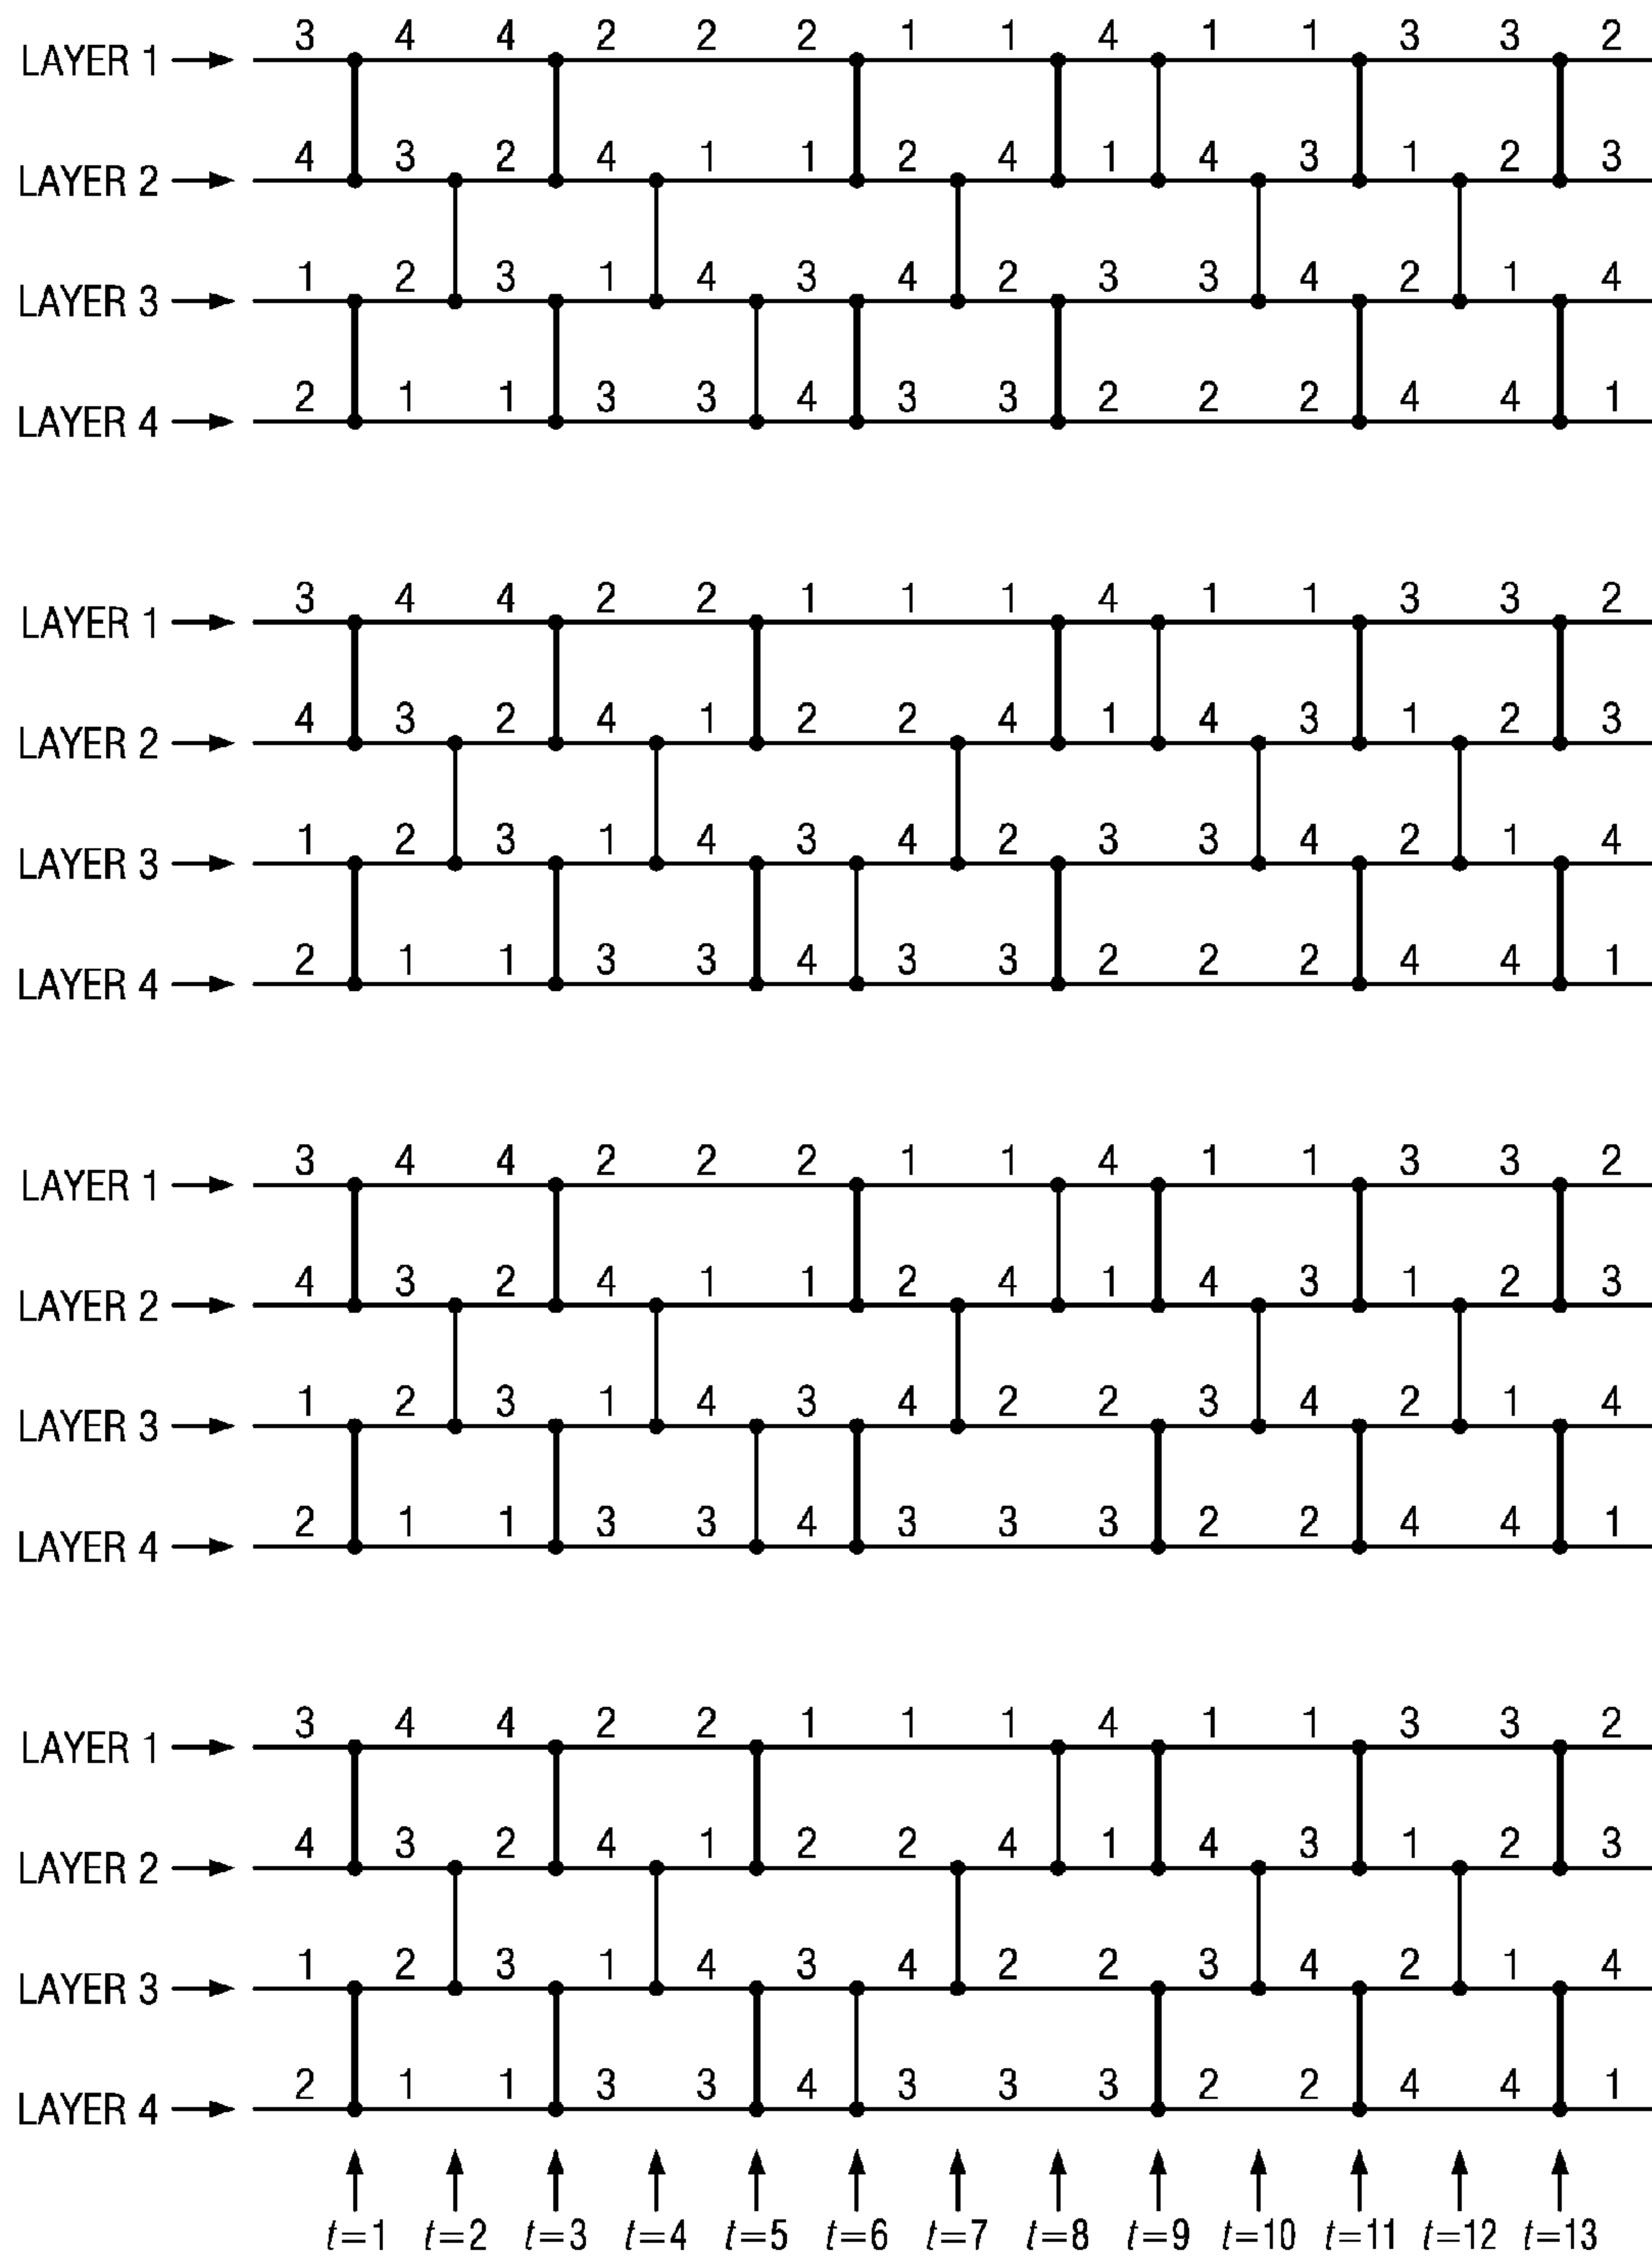 3 4 4 2 2 2 1 1 4 1 1 3 3 2
LAYER 1
4 3 2 4 1 1 2 4 1 4 3 1 2 3
LAYER 2
1 2 3 1 4 3 4 2 3 3 4 2 1 4
LAYER 3
2 1 1 3 3 4 3 3 2 2 2 4 4 1
LAYER 4
3 4 4 2 2 1 1 1 4 1 1 3 3 2
LAYER 1
4 3 2 4 1 2 2 4 1 4 3 1 2 3
LAYER 2
1 2 3 1 4 3 4 2 3 3 4 2 1 4
LAYER 3
2 1 1 3 3 4 3 3 2 2 2 4 4 1
LAYER 4
3 4 4 2 2 2 1 1 4 1 1 3 3 2
LAYER 1
4 3 2 4 1 1 2 4 1 4 3 1 2 3
LAYER 2
1 2 3 1 4 3 4 2 2 3 4 2 1 4
LAYER 3
2 1 1 3 3 4 3 3 3 2 2 4 4 1
LAYER 4
3 4 4 2 2 1 1 1 4 1 1 3 3 2
LAYER 1
4 3 2 4 1 2 2 4 1 4 3 1 2 3
LAYER 2
1 2 3 1 4 3 4 2 2 3 4 2 1 4
LAYER 3
2 1 1 3 3 4 3 3 3 2 2 4 4 1
LAYER 4
t=1 t=2 t=3 t=4 t=5 t=6 t=7 t=8 t=9 t=10 t=11 t=12 t=13